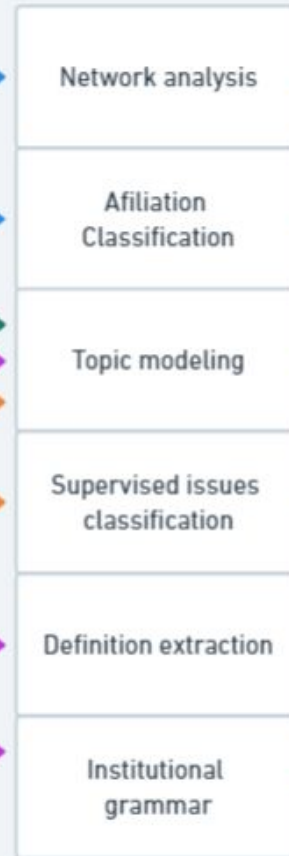 Network analysis
Afiliation
Classification
Topic modeling
Supervised issues
classification
Definition extraction
Institutional
grammar